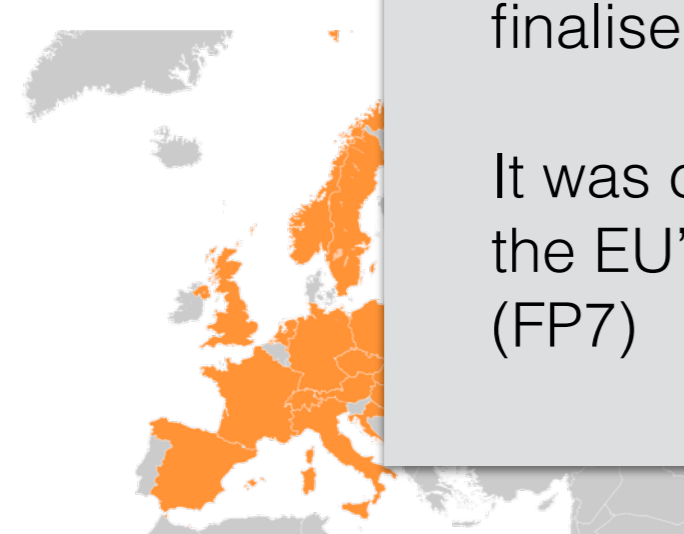 finalise
It was
the EU'
(FP7)